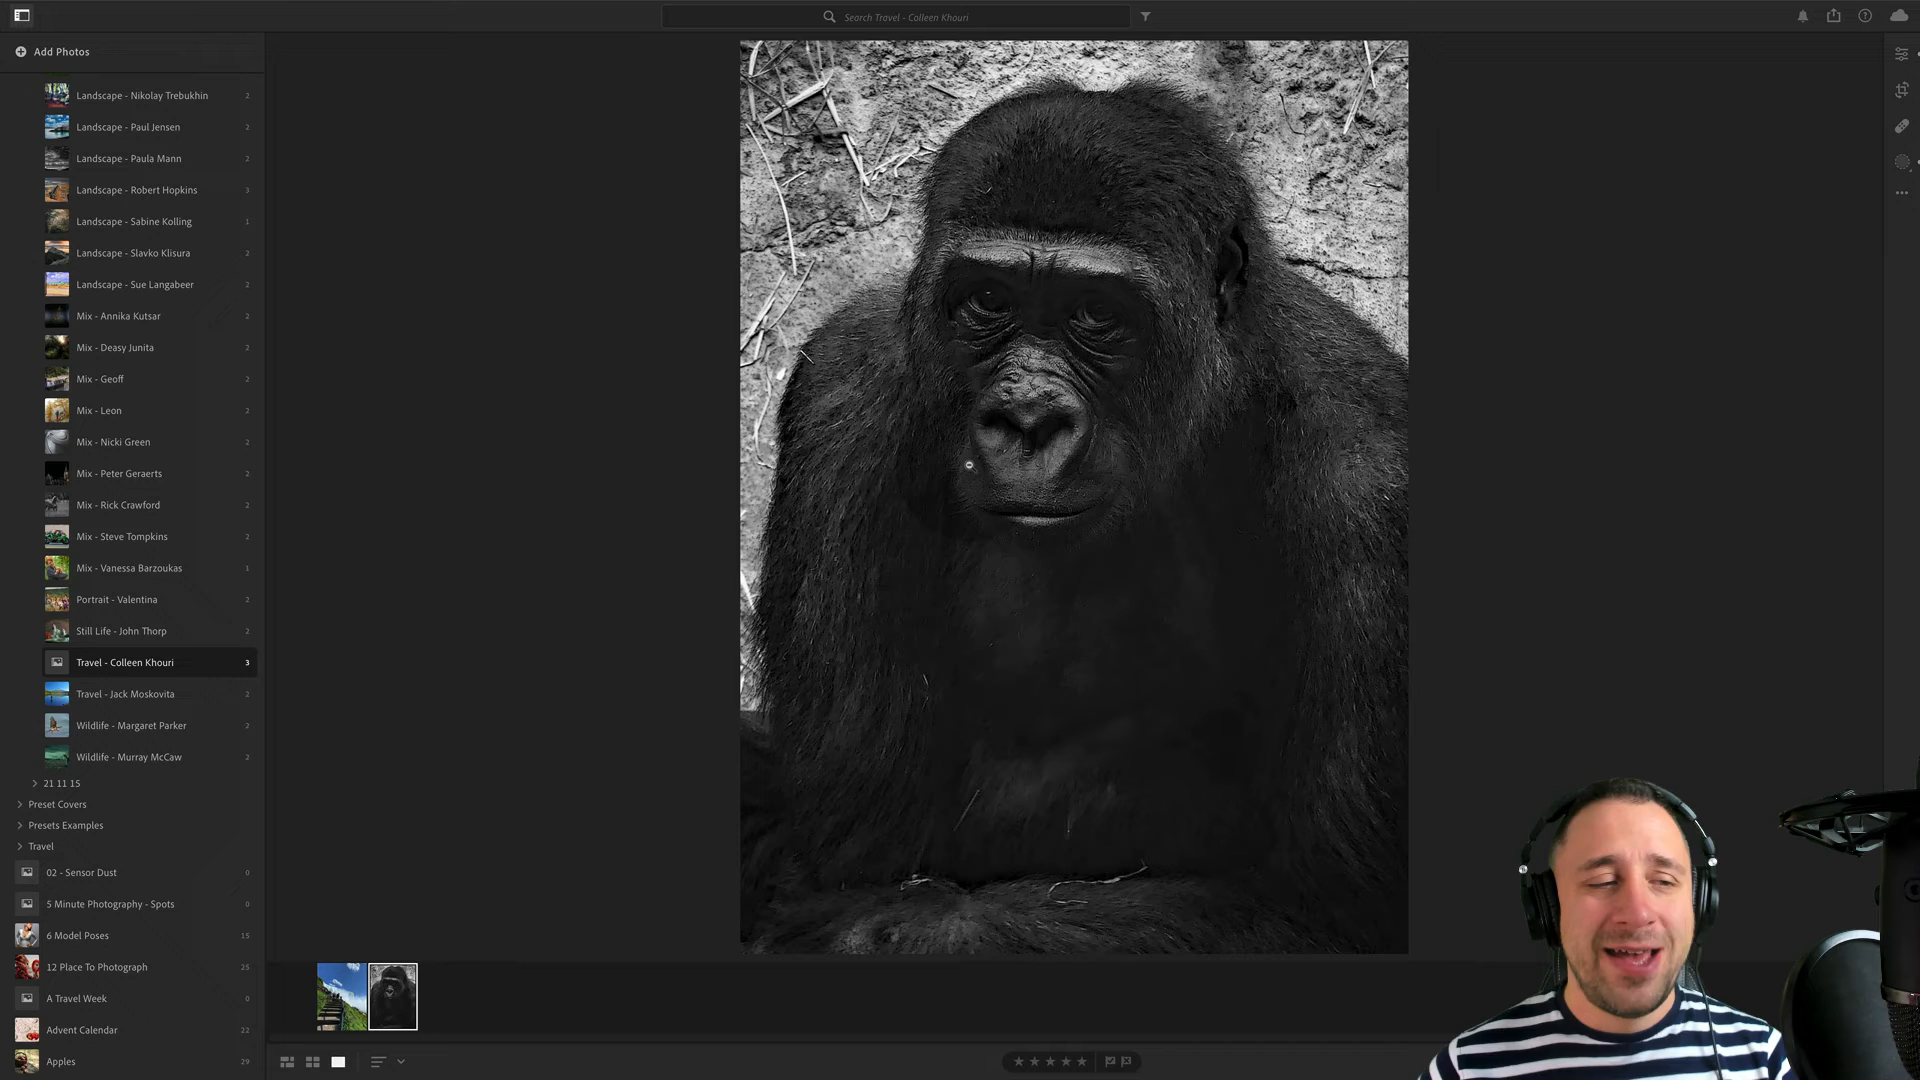 Search Travel - Colleen Khouri
Add Photos
Landscape - Nikolay Trebukhin 2
Landscape - Paul Jensen 2
Landscape - Paula Mann 2
Landscape - Robert Hopkins 3
Landscape - Sabine Kolling 1
Landscape - Slavko Klisura 2
Landscape - Sue Langabeer 2
Mix - Annika Kutsar 2
Mix - Deasy Junita 2
Mix - Geoff 2
Mix - Leon 2
Mix - Nicki Green 2
Mix - Peter Geraerts 2
Mix - Rick Crawford 2
Mix - Steve Tompkins 2
Mix - Vanessa Barzoukas 1
Portrait - Valentina 2
Still Life - John Thorp 2
Travel - Colleen Khouri 3
Travel - Jack Moskovita 2
Wildlife - Margaret Parker 2
Wildlife - Murray McCaw 2
21 11 15
Preset Covers
Presets Examples
Travel
02 - Sensor Dust 0
5 Minute Photography - Spots 0
6 Model Poses 15
12 Place To Photograph 25
A Travel Week 0
Advent Calendar 22
Apples 29